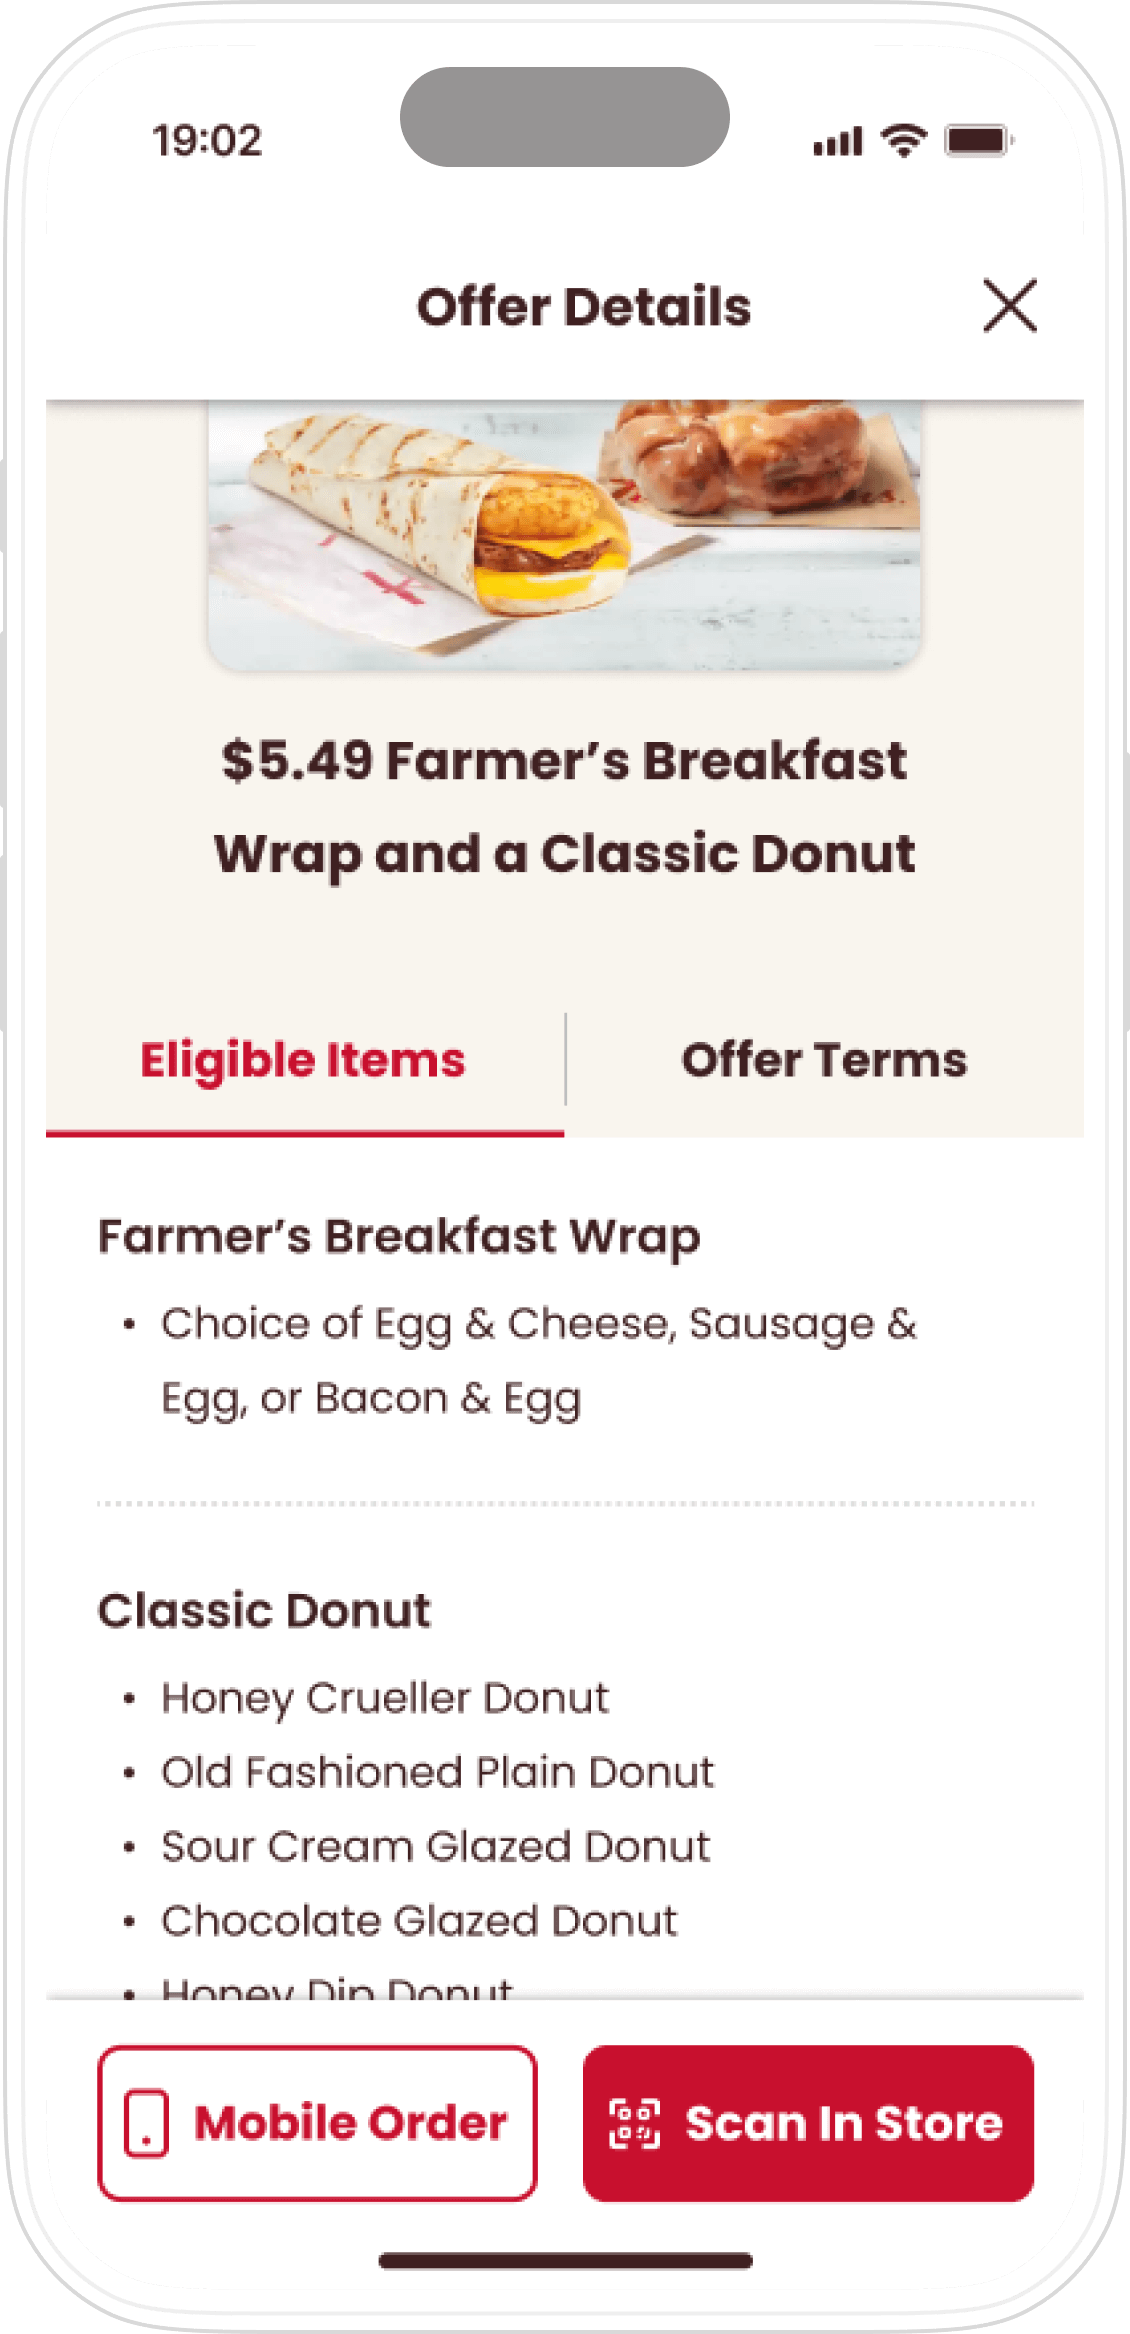 19:02
Offer Details
$5.49 Farmer’s Breakfast
Wrap and a Classic Donut
Eligible Items
Offer Terms
Farmer’s Breakfast Wrap
• Choice of Egg & Cheese, Sausage &
Egg, or Bacon & Egg
Classic Donut
• Honey Crueller Donut
• Old Fashioned Plain Donut
• Sour Cream Glazed Donut
• Chocolate Glazed Donut
• Honey Dip Donut
Mobile Order
Scan In Store